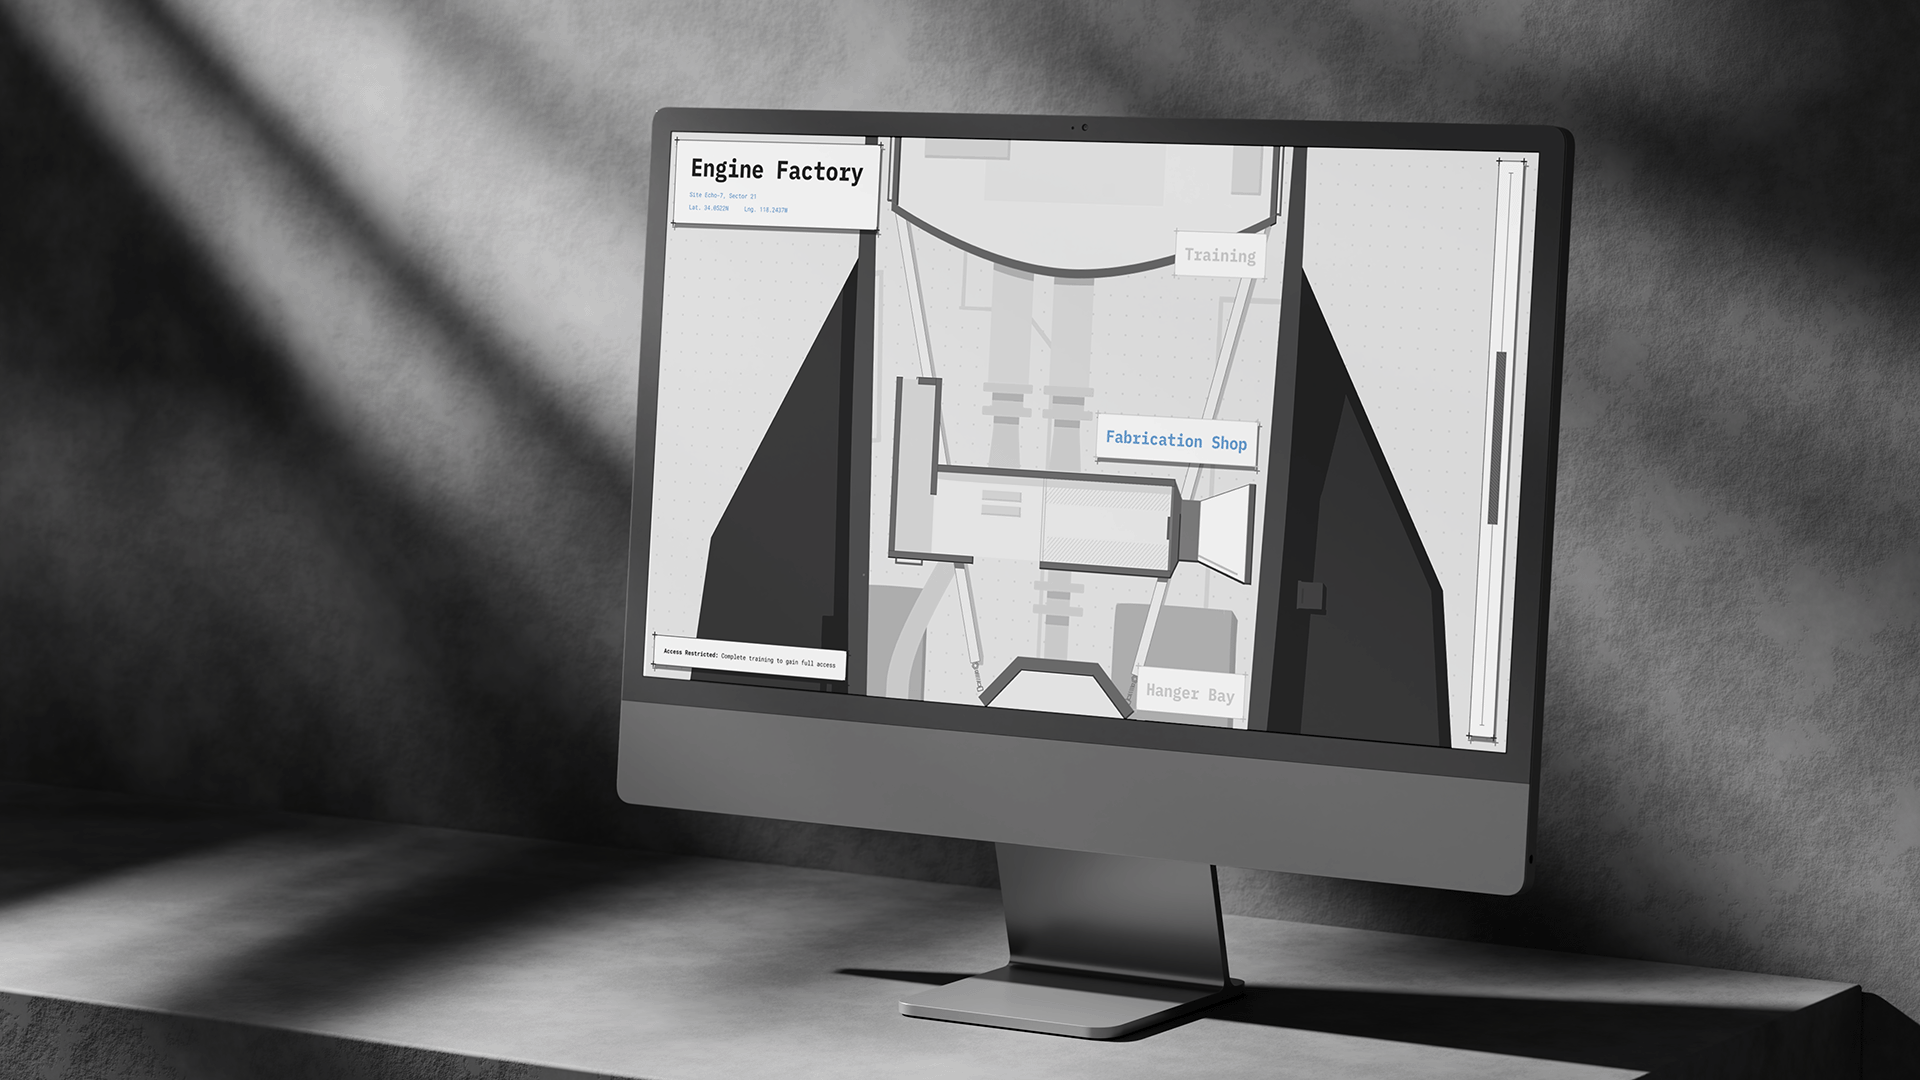 Engine Factory
Site Echo-7, Sector 21
Lat. 34.0522N Lng. 118.2437W
Training
Fabrication Shop
Access Restricted: Complete training to gain full access
Hanger Bay